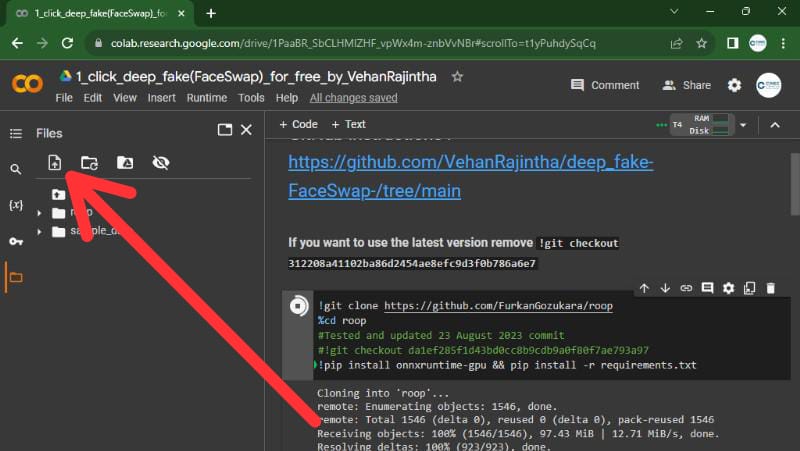 1_click_deep_fake(FaceSwap)_for
colab.research.google.com/drive/1PaaBR_SbCLHMIZHF_vpWx4m-znbVvNBr#scrollTo=t1yPuhdySqCq
1_click_deep_fake(FaceSwap)_for_free_by_VehanRajintha
Comment
Share
File Edit View Insert Runtime Tools Help All changes saved
Files
+ Code + Text
T4
RAM
Disk
https://github.com/VehanRajintha/deep_fake-
FaceSwap-/tree/main
{x}
If you want to use the latest version remove !git checkout
312208a41102ba86d2454ae8efc9d3f0b786a6e7
!git clone https://github.com/FurkanGozukara/roop
%cd roop
#Tested and updated 23 August 2023 commit
#!git checkout da1ef285f1d43bd0cc8b9cdb9a0f80f7ae793a97
!pip install onnxruntime-gpu && pip install -r requirements.txt
Cloning into 'roop'...
remote: Enumerating objects: 1546, done.
remote: Total 1546 (delta 0), reused 0 (delta 0), pack-reused 1546
Receiving objects: 100% (1546/1546), 97.43 MiB | 12.71 MiB/s, done.
Resolving deltas: 100% (923/923), done.